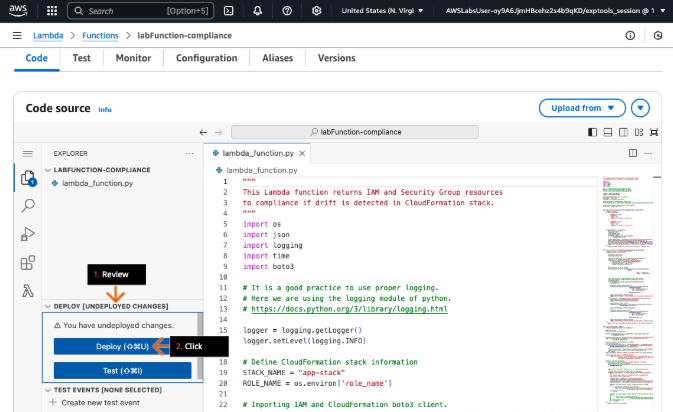 aws
Search
[Option+S]
United States (N. Virgi
Lambda
Functions
labFunction-compliance
Code
Test
Monitor
Configuration
Aliases
Versions
Code source
Info
Upload from
labFunction-compliance
EXPLORER
LABFUNCTION-COMPLIANCE
lambda_function.py
1
1. Review
DEPLOY [UNDEPLOYED CHANGES]
You have undeployed changes.
Deploy (⇧⌘U)
2. Click
Test (⇧⌘I)
TEST EVENTS [NONE SELECTED]
Create new test event
lambda_function.py
lambda_function.py
1 """
2 This Lambda function returns IAM and Security Group resources
3 to compliance if drift is detected in CloudFormation stack.
4 """
5 import os
6 import json
7 import logging
8 import time
9 import boto3
10
11 # It is a good practice to use proper logging.
12 # Here we are using the logging module of python.
13 # https://docs.python.org/3/library/logging.html
14
15 logger = logging.getLogger()
16 logger.setLevel(logging.INFO)
18 # Define CloudFormation stack information
19 STACK_NAME = "app-stack"
20 ROLE_NAME = os.environ['role_name']
21
22 # Importing IAM and CloudFormation boto3 client.